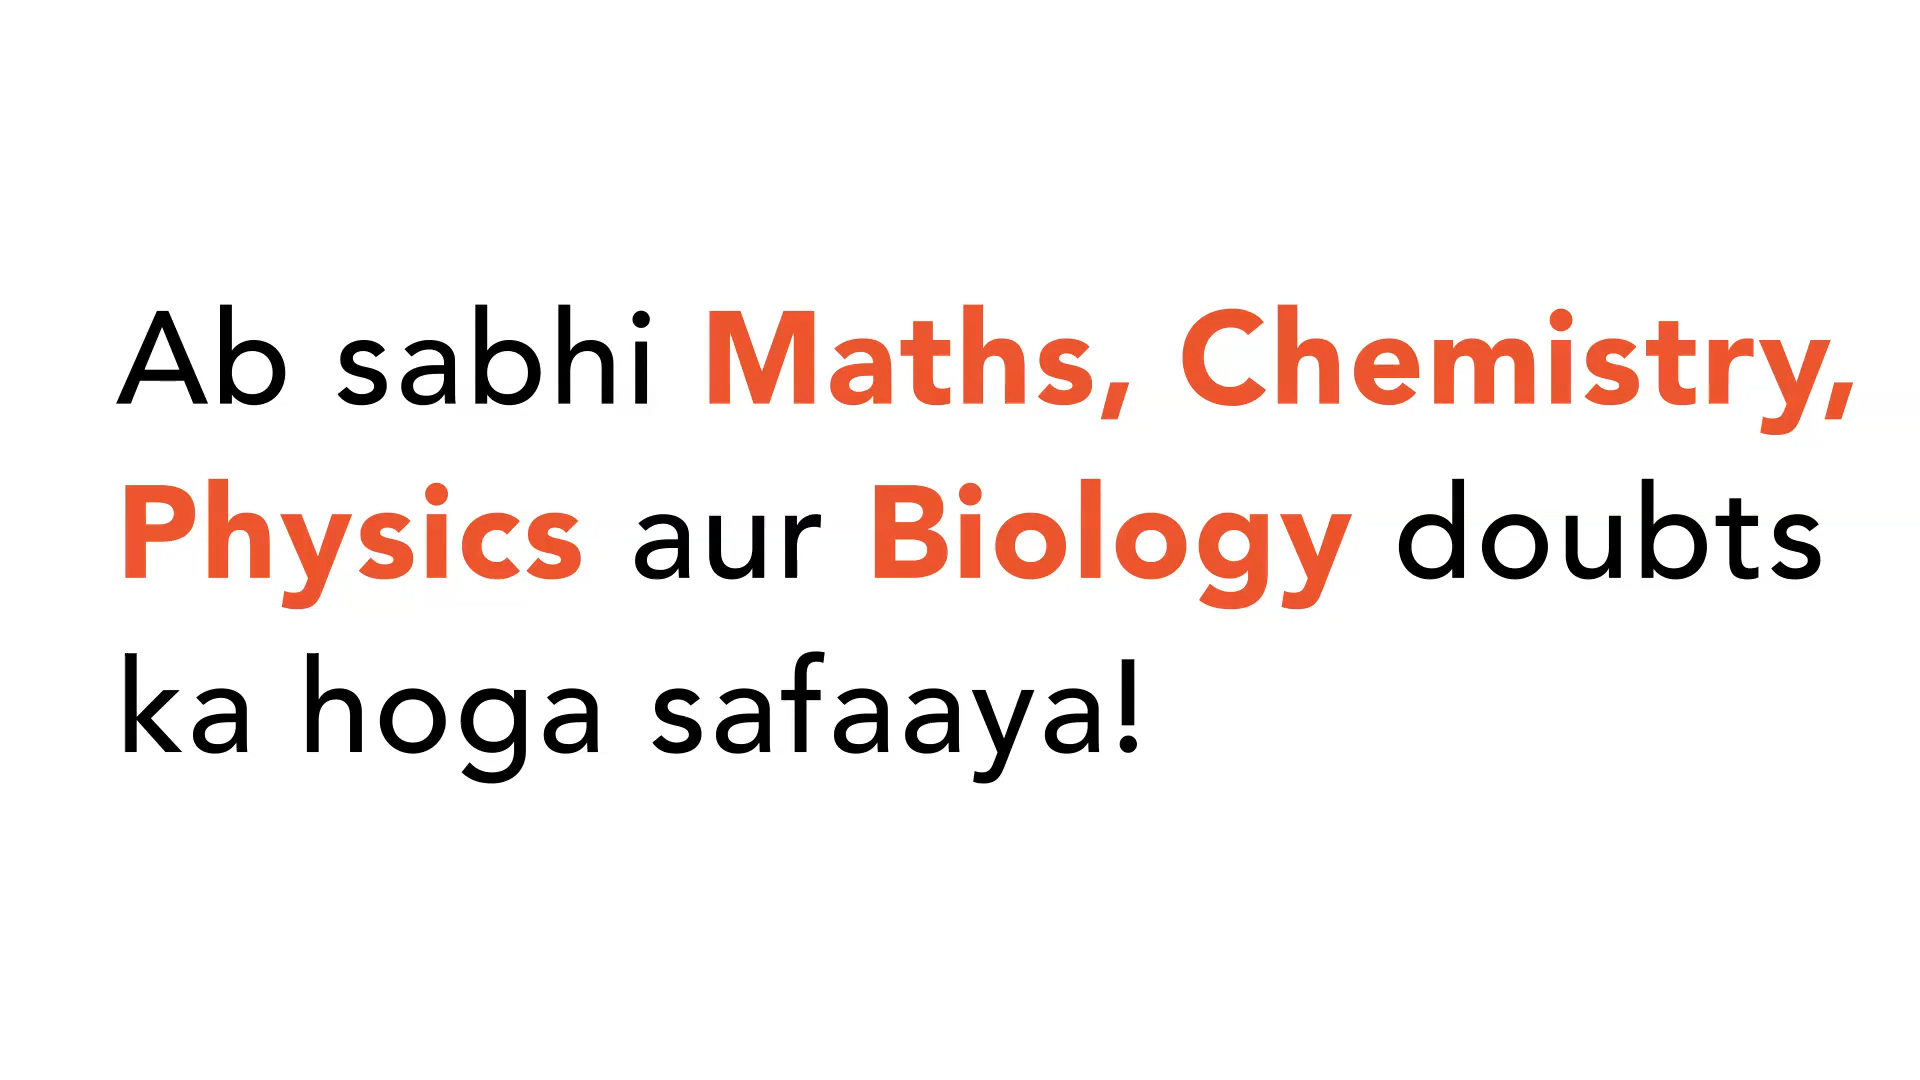 Ab sabhi Maths, Chemistry,
Physics aur Biology doubts
ka hoga safaaya!